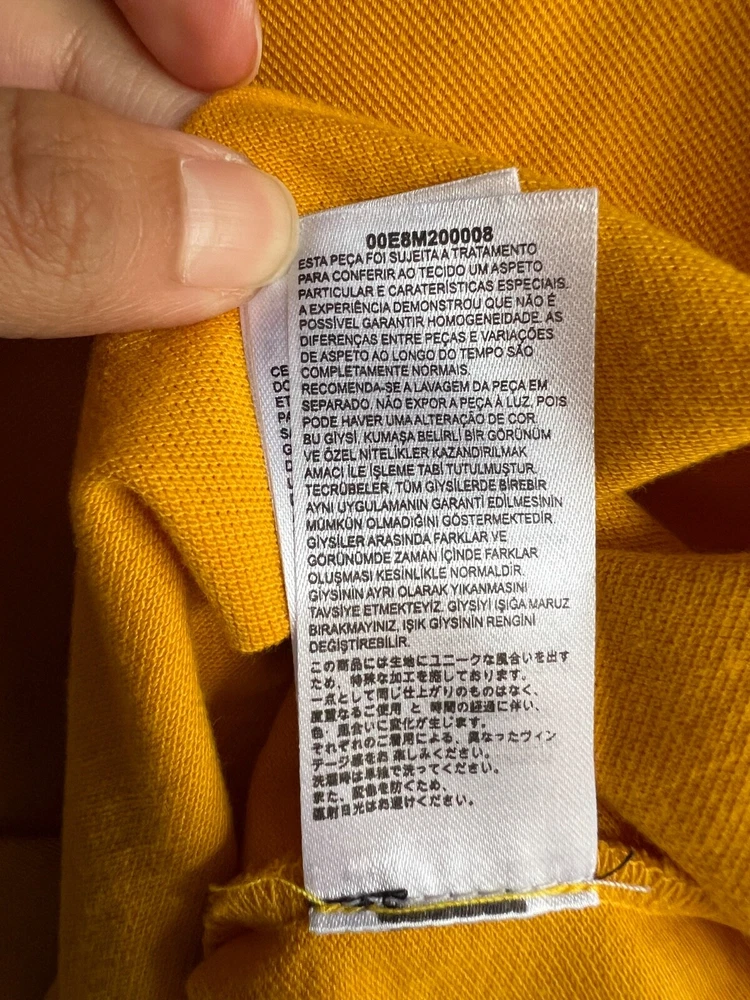 00E8M200008
ESTA PEÇA FOI SUJEITA A TRATAMENTO
PARA CONFERIR AO TECIDO UM ASPETO
PARTICULAR E CARATERÍSTICAS ESPECIAIS.
A EXPERIÊNCIA DEMONSTROU QUE NÃO É
POSSÍVEL GARANTIR HOMOGENEIDADE. AS
DIFERENÇAS ENTRE PEÇAS E VARIAÇÕES
DE ASPETO AO LONGO DO TEMPO SÃO
COMPLETAMENTE NORMAIS.
RECOMENDA-SE A LAVAGEM DA PEÇA EM
SEPARADO. NÃO EXPOR A PEÇA À LUZ, POIS
PODE HAVER UMA ALTERAÇÃO DE COR.
BU GİYSİ, KUMAŞA BELİRLİ BİR GÖRÜNÜM
VE ÖZEL NİTELİKLER KAZANDIRILMAK
AMACI İLE İŞLEME TABİ TUTULMUŞTUR.
TECRÜBELER, TÜM GİYSİLERDE BİREBİR
AYNI UYGULAMANIN GARANTİ EDİLMESİNİN
MÜMKÜN OLMADIĞINI GÖSTERMEKTEDİR.
GİYSİLER ARASINDA FARKLAR VE
GÖRÜNÜMDE ZAMAN İÇİNDE FARKLAR
OLUŞMASI KESİNLİKLE NORMALDİR.
GİYSİNİN AYRI OLARAK YIKANMASINI
TAVSİYE ETMEKTEYİZ. GİYSİYİ IŞIĞA MARUZ
BIRAKMAYINIZ, IŞIK GİYSİNİN RENGİNİ
DEĞİŞTİREBİLİR.
この商品には生地にユニークな風合いを出す
ため、特殊な加工を施しております。
一点として同じ仕上がりのものはなく、
度重なるご使用 と 時間の経過に伴い、
色、風合いに変化が生じます。
それぞれのご着用による、異なったヴィン
テージ感をお 楽しみください。
洗濯時は単独で洗ってください。
また、変色を防ぐため、
直射日光はお避けください。
CE
DO
ET
PA